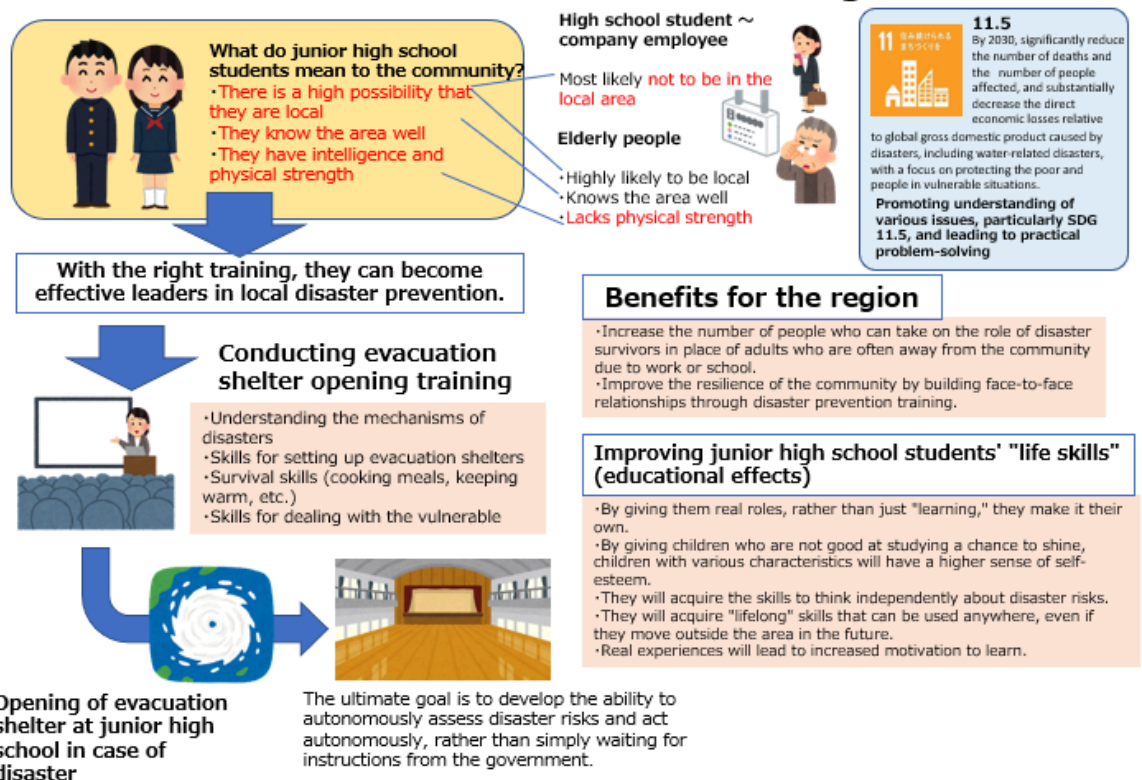 What do junior high school
students mean to the community?
・There is a high possibility that
they are local
・They know the area well
・They have intelligence and
physical strength
High school student ～
company employee
Most likely not to be in the
local area
Elderly people
・Highly likely to be local
・Knows the area well
・Lacks physical strength
11 住み続けられる
まちづくりを
11.5
By 2030, significantly reduce
the number of deaths and
the number of people
affected, and substantially
decrease the direct
economic losses relative
to global gross domestic product caused by
disasters, including water-related disasters,
with a focus on protecting the poor and
people in vulnerable situations.
Promoting understanding of
various issues, particularly SDG
11.5, and leading to practical
problem-solving
With the right training, they can become
effective leaders in local disaster prevention.
Conducting evacuation
shelter opening training
・Understanding the mechanisms of
disasters
・Skills for setting up evacuation shelters
・Survival skills (cooking meals, keeping
warm, etc.)
・Skills for dealing with the vulnerable
Opening of evacuation
shelter at junior high
school in case of
disaster
The ultimate goal is to develop the ability to
autonomously assess disaster risks and act
autonomously, rather than simply waiting for
instructions from the government.
Benefits for the region
・Increase the number of people who can take on the role of disaster
survivors in place of adults who are often away from the community
due to work or school.
・Improve the resilience of the community by building face-to-face
relationships through disaster prevention training.
Improving junior high school students' "life skills"
(educational effects)
・By giving them real roles, rather than just "learning," they make it their
own.
・By giving children who are not good at studying a chance to shine,
children with various characteristics will have a higher sense of self-
esteem.
・They will acquire the skills to think independently about disaster risks.
・They will acquire "lifelong" skills that can be used anywhere, even if
they move outside the area in the future.
・Real experiences will lead to increased motivation to learn.